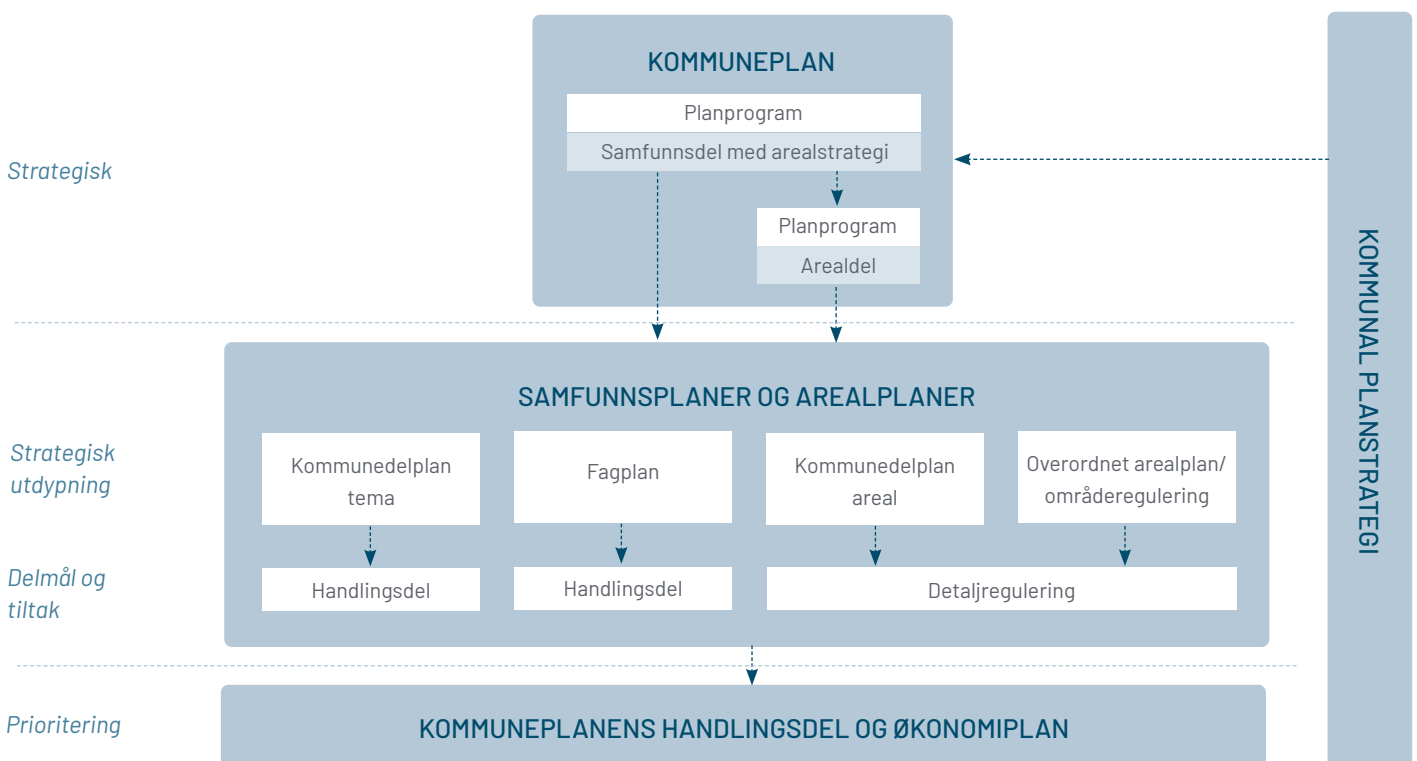 KOMMUNEPLAN
Planprogram
Samfunnsdel med arealstrategi
Strategisk
Planprogram
Arealdel
KOMMUNAL PLANSTRATEGI
SAMFUNNSPLANER OG AREALPLANER
Strategisk
utdypning
Kommunedelplan
tema
Fagplan
Kommunedelplan
areal
Overordnet arealplan/
områderegulering
Delmål og
tiltak
Handlingsdel
Handlingsdel
Detaljregulering
Prioritering
KOMMUNEPLANENS HANDLINGSDEL OG ØKONOMIPLAN